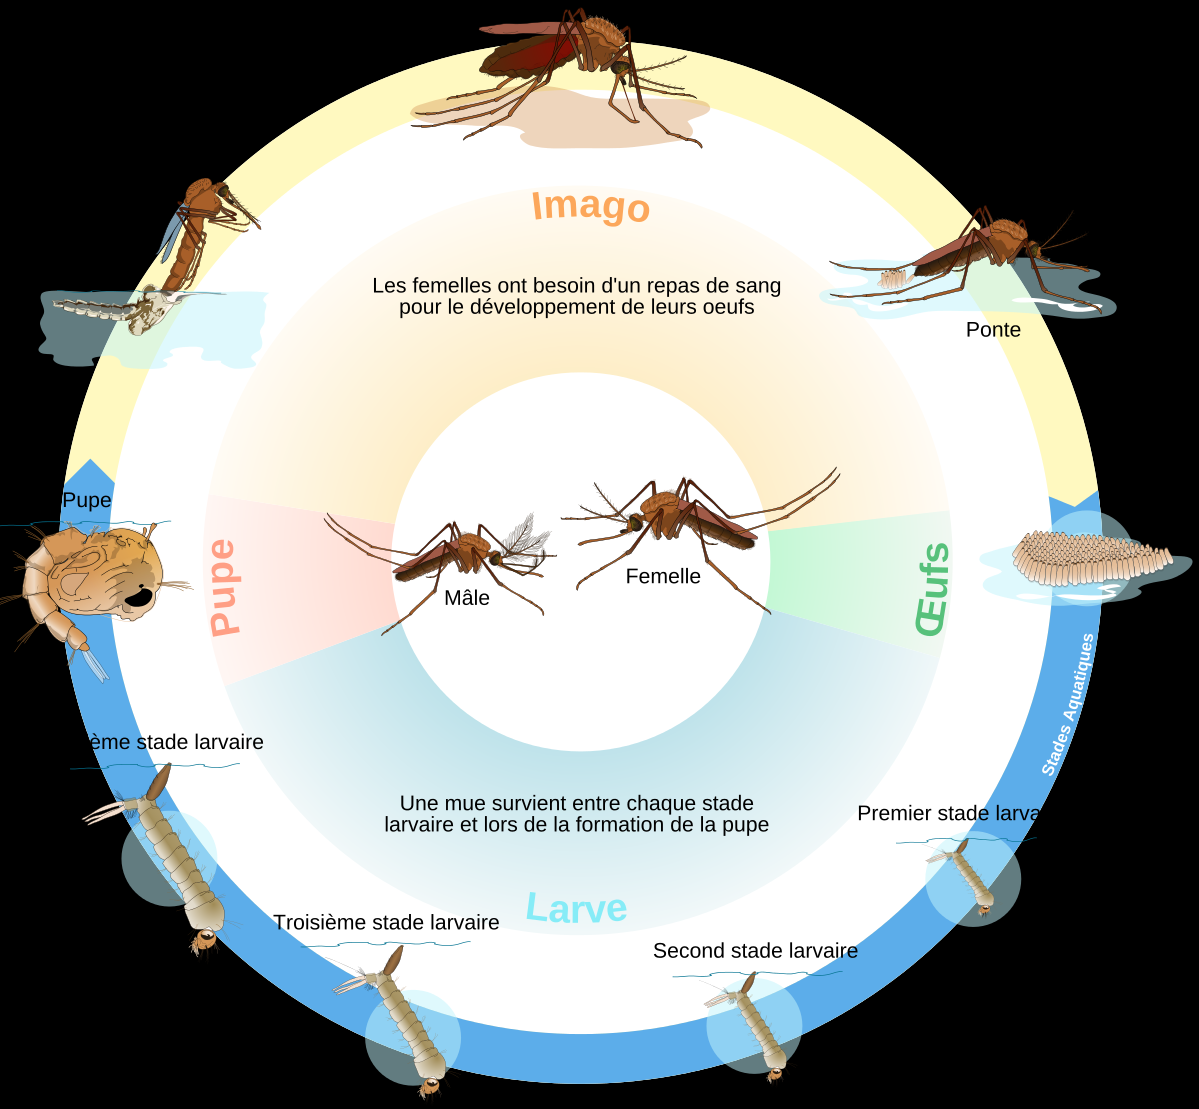 Imago
Les femelles ont besoin d'un repas de sang
pour le développement de leurs oeufs
Ponte
Pupe
Pupe
Mâle
Femelle
Œufs
Stades Aquatiques
ème stade larvaire
Une mue survient entre chaque stade
larvaire et lors de la formation de la pupe
Premier stade larva
Larve
Troisième stade larvaire
Second stade larvaire